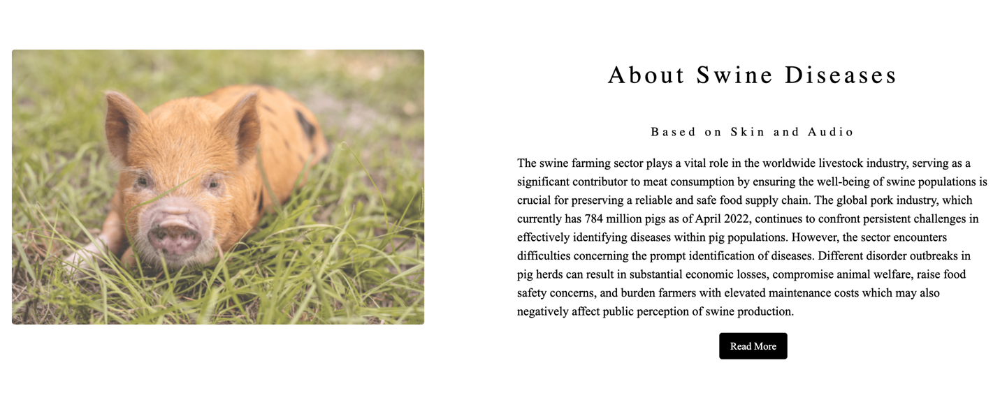 About Swine Diseases
Based on Skin and Audio
The swine farming sector plays a vital role in the worldwide livestock industry, serving as a
significant contributor to meat consumption by ensuring the well-being of swine populations is
crucial for preserving a reliable and safe food supply chain. The global pork industry, which
currently has 784 million pigs as of April 2022, continues to confront persistent challenges in
effectively identifying diseases within pig populations. However, the sector encounters
difficulties concerning the prompt identification of diseases. Different disorder outbreaks in
pig herds can result in substantial economic losses, compromise animal welfare, raise food
safety concerns, and burden farmers with elevated maintenance costs which may also
negatively affect public perception of swine production.
Read More